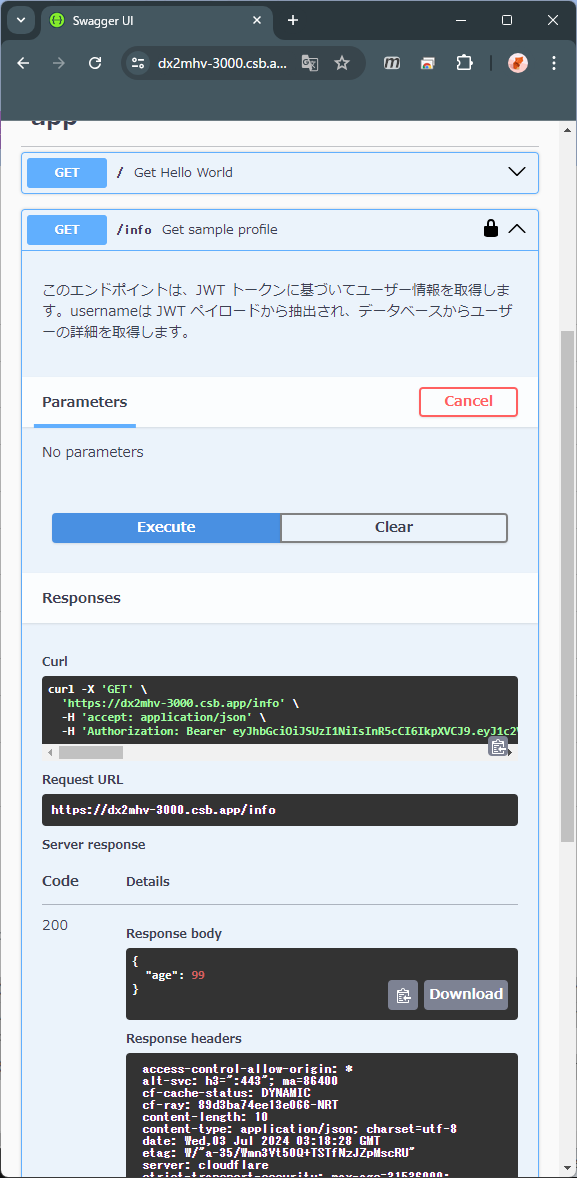 Swagger UI
dx2mhv-3000.csb.a...
app
GET / Get Hello World
GET /info Get sample profile
このエンドポイントは、JWT トークンに基づいてユーザー情報を取得しま
す。usernameは JWT ペイロードから抽出され、データベースからユーザ
ーの詳細を取得します。
Parameters
Cancel
No parameters
Execute
Clear
Responses
Curl
curl -X 'GET' \
'https://dx2mhv-3000.csb.app/info' \
-H 'accept: application/json' \
-H 'Authorization: Bearer eyJhbGciOiJSUzI1NiIsInR5cCI6IkpXVCJ9.eyJ1c2V
Request URL
https://dx2mhv-3000.csb.app/info
Server response
Code Details
200
Response body
{
"age": 99
}
Download
Response headers
access-control-allow-origin: *
alt-svc: h3=":443"; ma=86400
cf-cache-status: DYNAMIC
cf-ray: 89d3ba74ee13e066-NRT
content-length: 10
content-type: application/json; charset=utf-8
date: Wed,03 Jul 2024 03:18:28 GMT
etag: W/"a-35/Wmn3Vt50Q+TSTfNzJZpMscRU"
server: cloudflare
strict-transport-security: max-age=31536000;